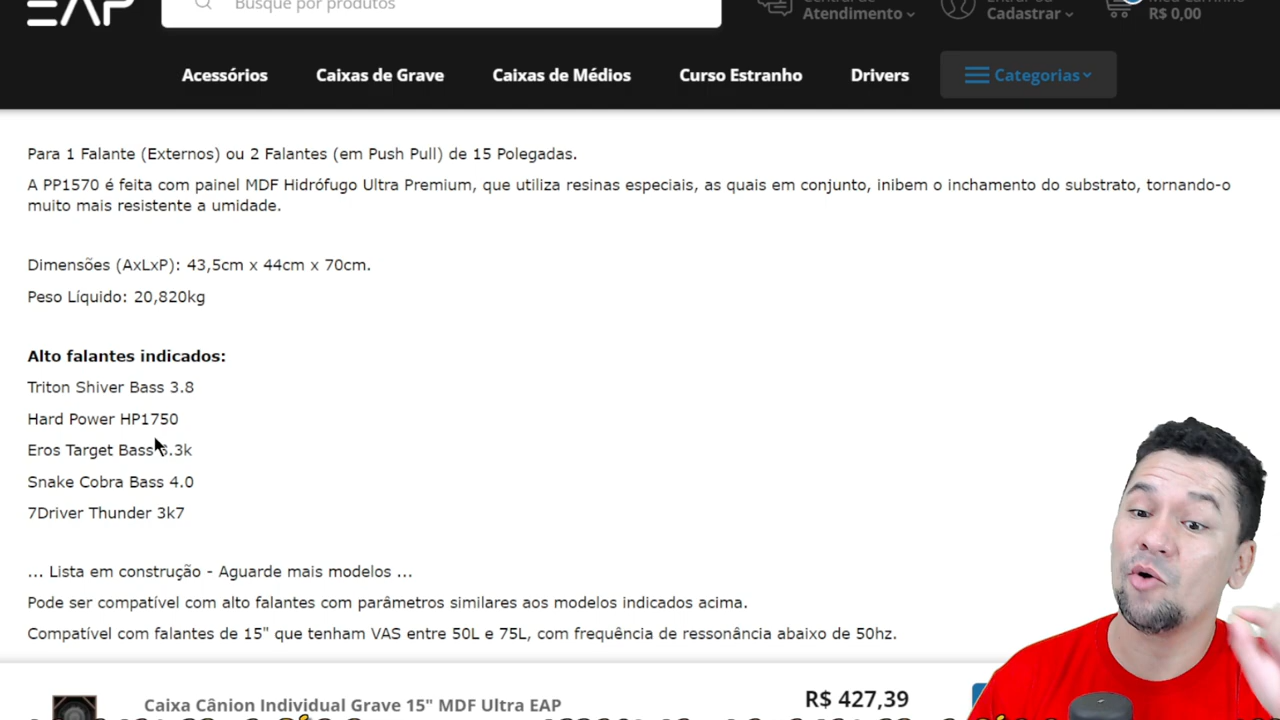 EAP
Busque por produtos
Atendimento
Cadastrar
R$ 0,00
Acessórios
Caixas de Grave
Caixas de Médios
Curso Estranho
Drivers
Categorias
Para 1 Falante (Externos) ou 2 Falantes (em Push Pull) de 15 Polegadas.
A PP1570 é feita com painel MDF Hidrófugo Ultra Premium, que utiliza resinas especiais, as quais em conjunto, inibem o inchamento do substrato, tornando-o
muito mais resistente a umidade.
Dimensões (AxLxP): 43,5cm x 44cm x 70cm.
Peso Líquido: 20,820kg
Alto falantes indicados:
Triton Shiver Bass 3.8
Hard Power HP1750
Eros Target Bass
Snake Cobra Bass 4.0
7Driver Thunder 3k7
... Lista em construção - Aguarde mais modelos ...
Pode ser compatível com alto falantes com parâmetros similares aos modelos indicados acima.
Compatível com falantes de 15" que tenham VAS entre 50L e 75L, com frequência de ressonância abaixo de 50hz.
Caixa Cânion Individual Grave 15" MDF Ultra EAP
R$ 427,39